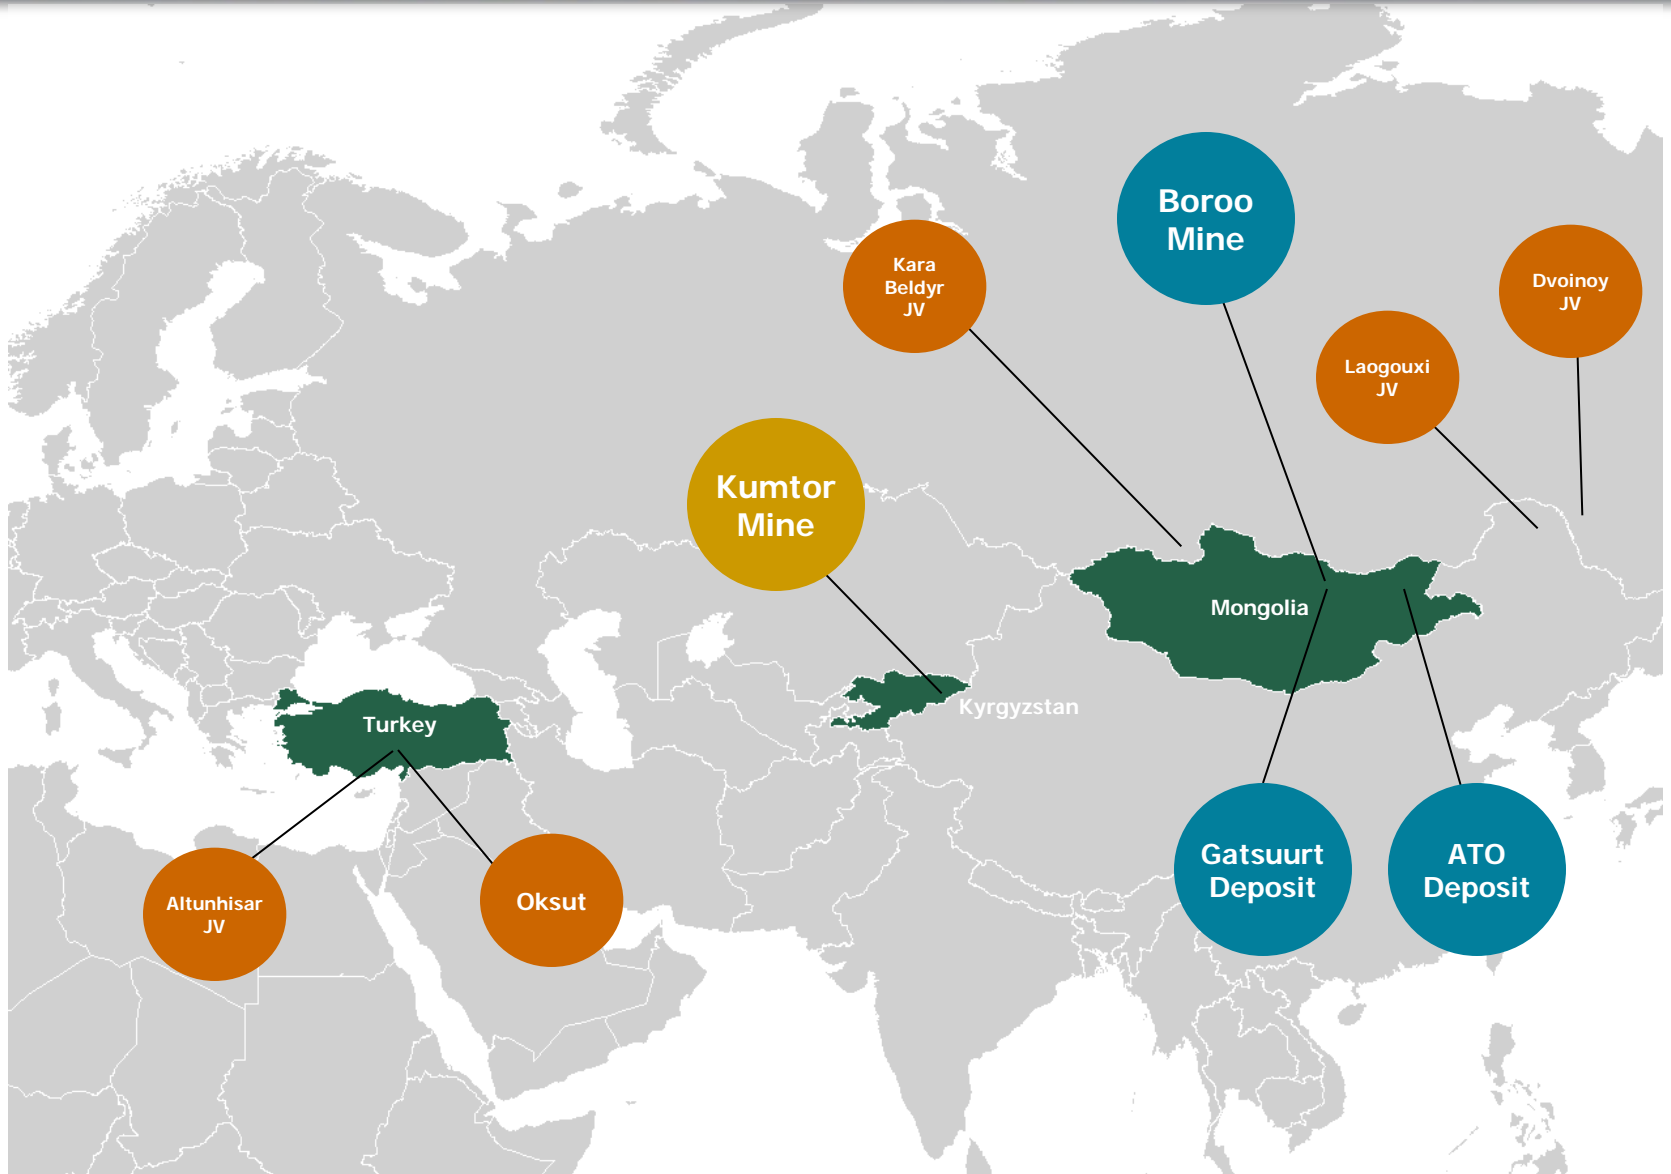 Boroo
Mine
Kara
Beldyr
JV
Dvoinoy
JV
Laogouxi
JV
Kumtor
Mine
Mongolia
Kyrgyzstan
Turkey
Gatsuurt
Deposit
ATO
Deposit
Altunhisar
JV
Oksut